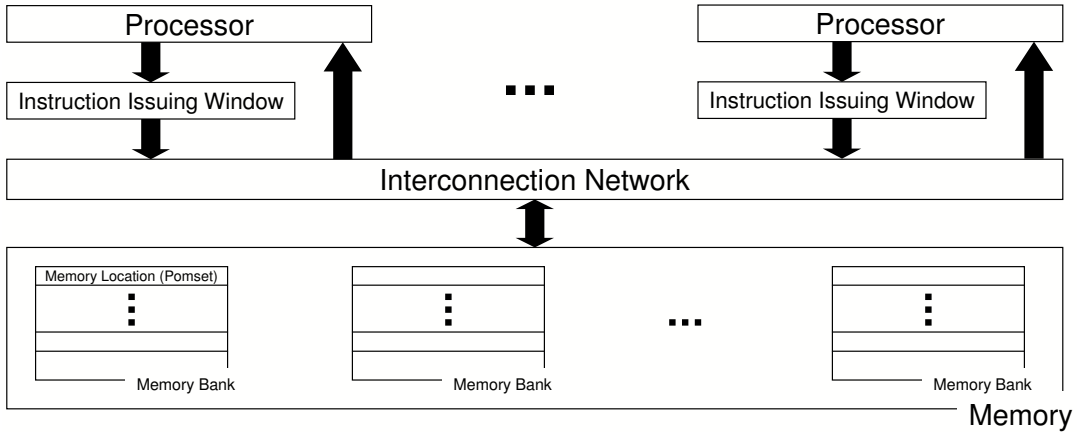 Processor
Processor
Instruction Issuing Window
Instruction Issuing Window
Interconnection Network
Memory Location (Pomset)
Memory Bank
Memory Bank
Memory Bank
Memory